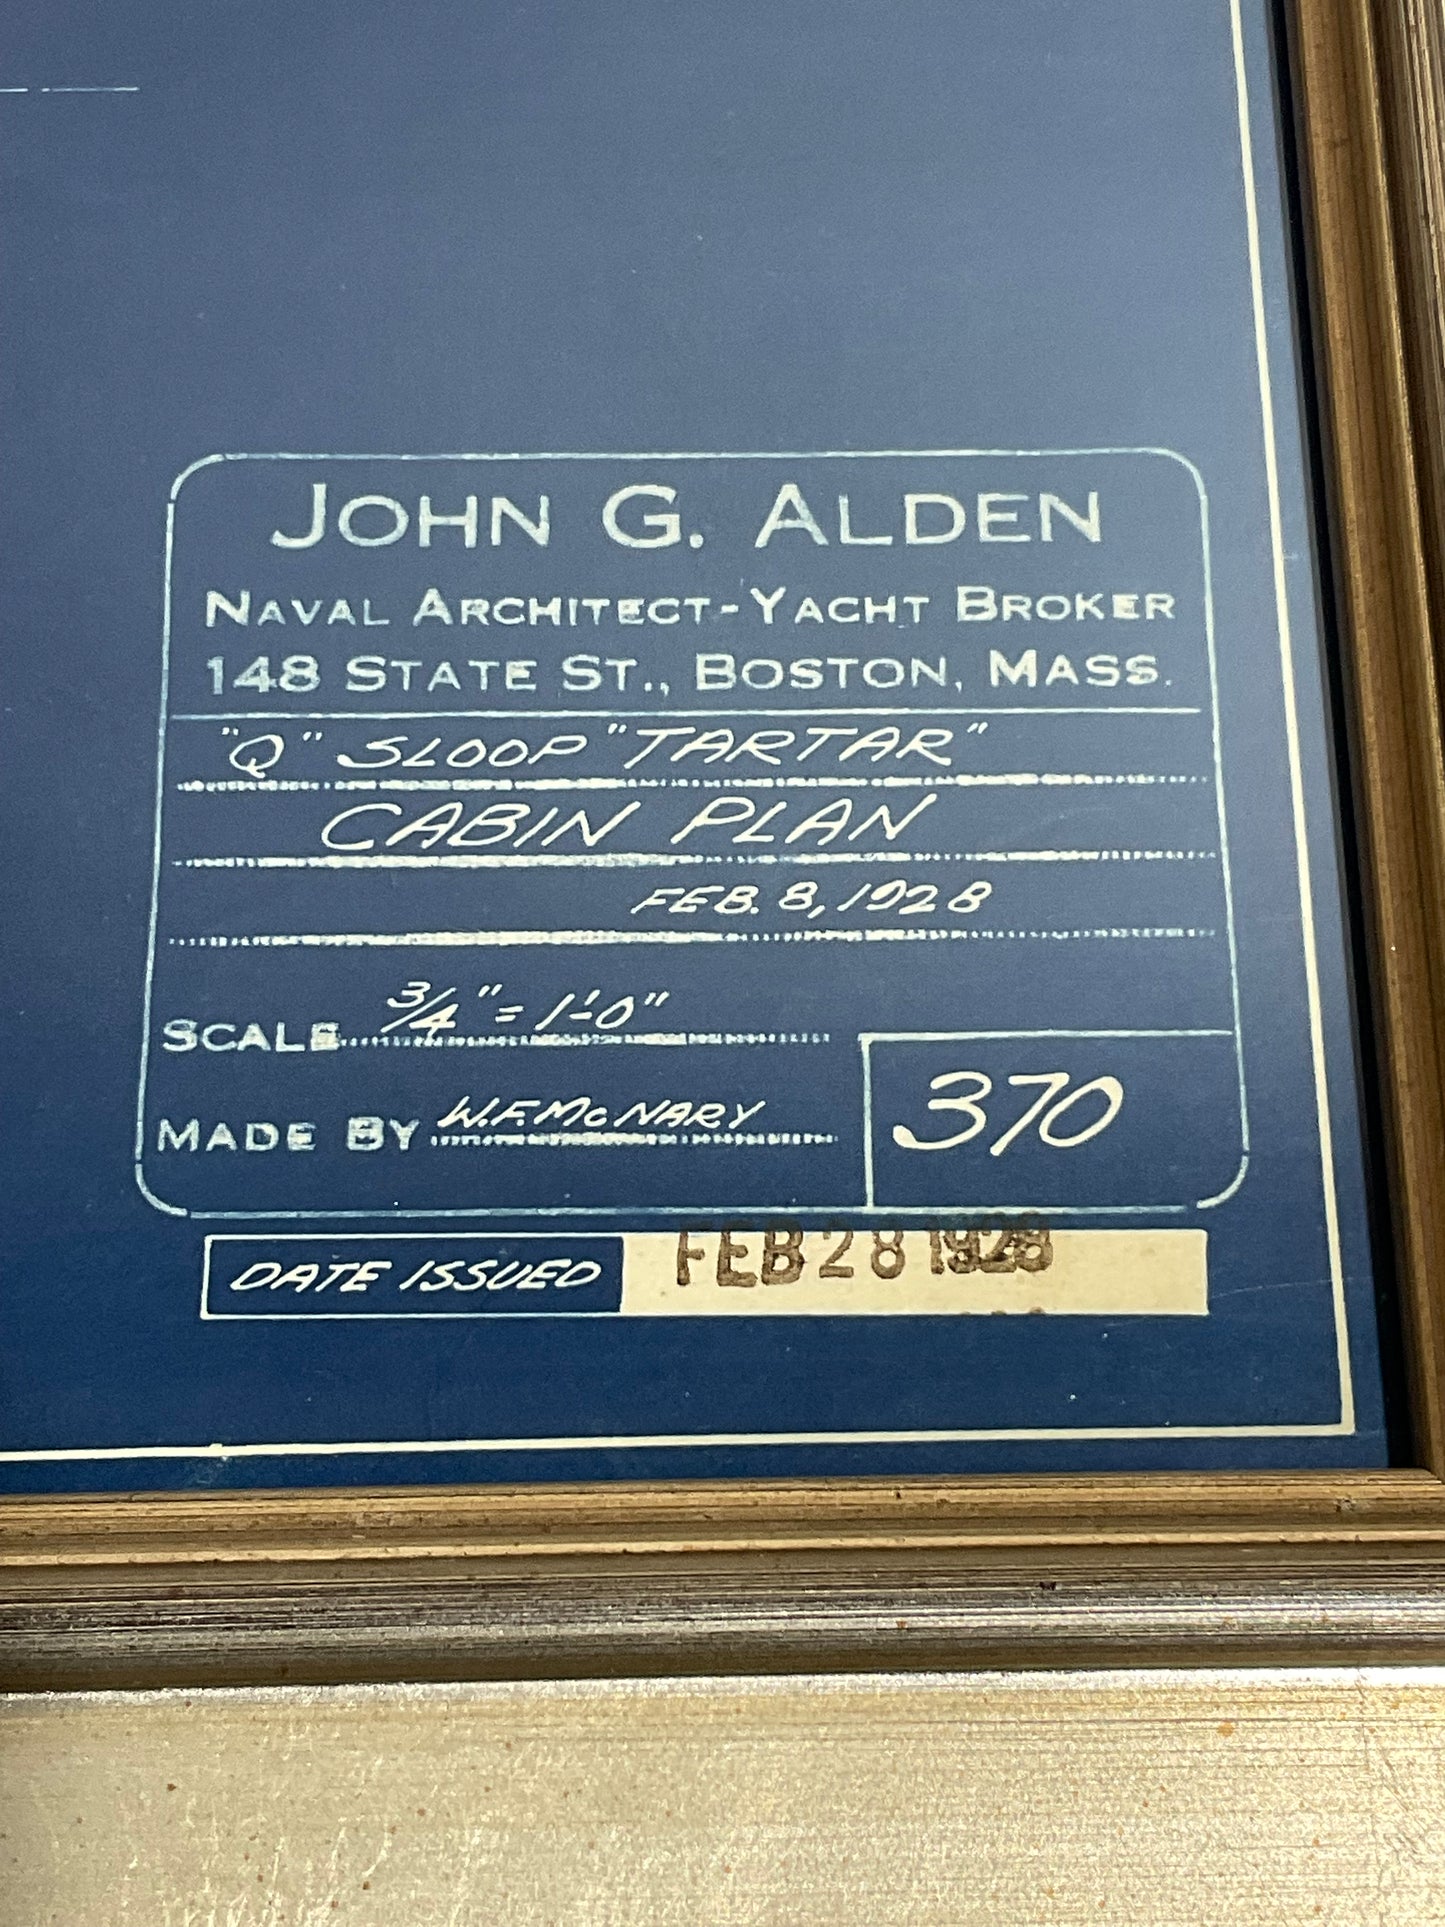 JOHN G. ALDEN
NAVAL ARCHITECT-YACHT BROKER
148 STATE ST., BOSTON, MASS.
"Q" SLOOP "TARTAR"
CABIN PLAN
FEB. 8, 1928
SCALE 3/4" = 1'-0"
MADE BY W.F. McNARY
370
DATE ISSUED FEB 28 1928